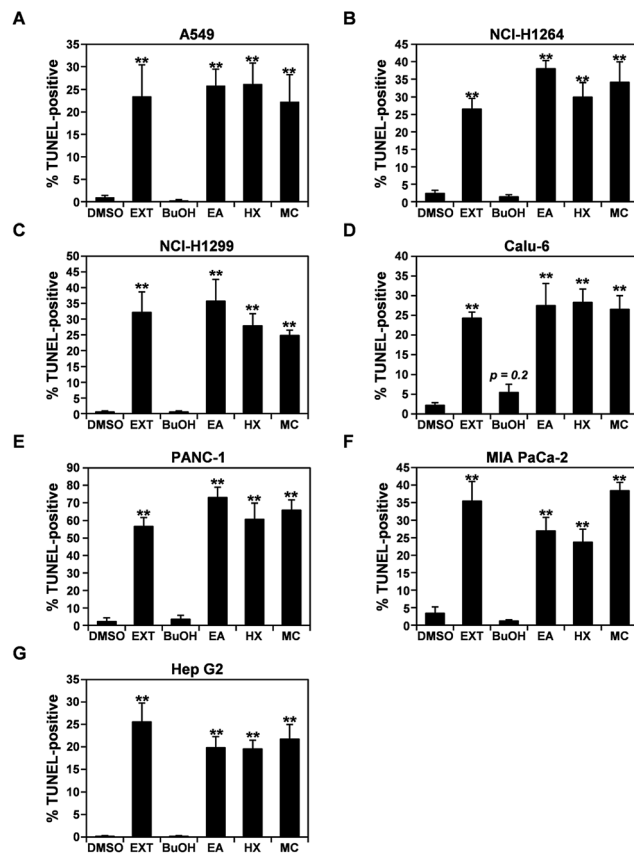 A
A549
% TUNEL-positive
35
30
25
20
15
10
5
0
** ** ** **
DMSO EXT BuOH EA HX MC
B
NCI-H1264
% TUNEL-positive
45
40
35
30
25
20
15
10
5
0
** ** ** **
DMSO EXT BuOH EA HX MC
C
NCI-H1299
% TUNEL-positive
50
45
40
35
30
25
20
15
10
5
0
** ** ** **
DMSO EXT BuOH EA HX MC
D
Calu-6
% TUNEL-positive
40
35
30
25
20
15
10
5
0
** p = 0.2 ** ** **
DMSO EXT BuOH EA HX MC
E
PANC-1
% TUNEL-positive
90
80
70
60
50
40
30
20
10
0
** ** ** **
DMSO EXT BuOH EA HX MC
F
MIA PaCa-2
% TUNEL-positive
45
40
35
30
25
20
15
10
5
0
** ** ** **
DMSO EXT BuOH EA HX MC
G
Hep G2
% TUNEL-positive
35
30
25
20
15
10
5
0
** ** ** **
DMSO EXT BuOH EA HX MC